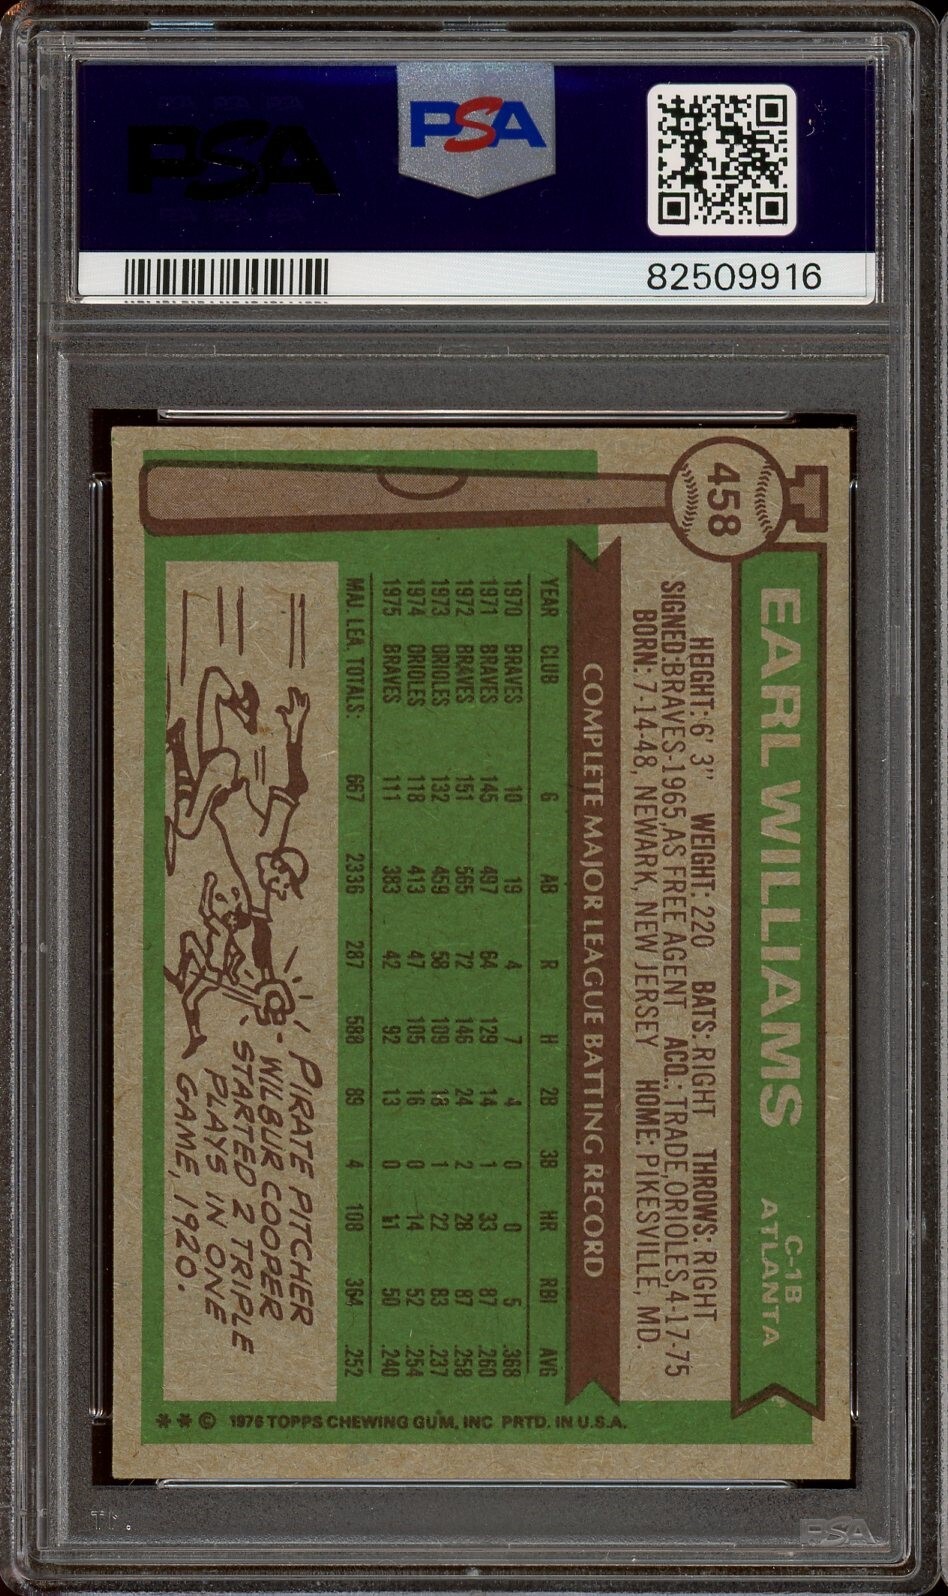 PSA
PSA
82509916
458
EARL WILLIAMS
C-1B
ATLANTA
HEIGHT: 6' 3" WEIGHT: 220 BATS: RIGHT THROWS: RIGHT
SIGNED: BRAVES-1965, AS FREE AGENT ACQ.: TRADE, ORIOLES, 4-17-75
BORN: 7-14-48, NEWARK, NEW JERSEY HOME: PIKESVILLE, MD.
COMPLETE MAJOR LEAGUE BATTING RECORD
YEAR CLUB G AB R H 2B 3B HR RBI AVG
1970 BRAVES 10 19 4 7 4 0 0 5 .368
1971 BRAVES 145 497 64 129 14 1 33 87 .260
1972 BRAVES 151 565 72 146 24 2 28 87 .258
1973 ORIOLES 132 459 58 109 18 1 22 83 .237
1974 ORIOLES 118 413 47 105 16 0 14 52 .254
1975 BRAVES 111 383 42 92 13 0 11 50 .240
MAJ. LEA. TOTALS: 667 2336 287 588 89 4 108 364 .252
PIRATE PITCHER
WILBUR COOPER
STARTED 2 TRIPLE
PLAYS IN ONE
GAME, 1920.
** © 1976 TOPPS CHEWING GUM, INC. PRTD. IN U.S.A.
PSA